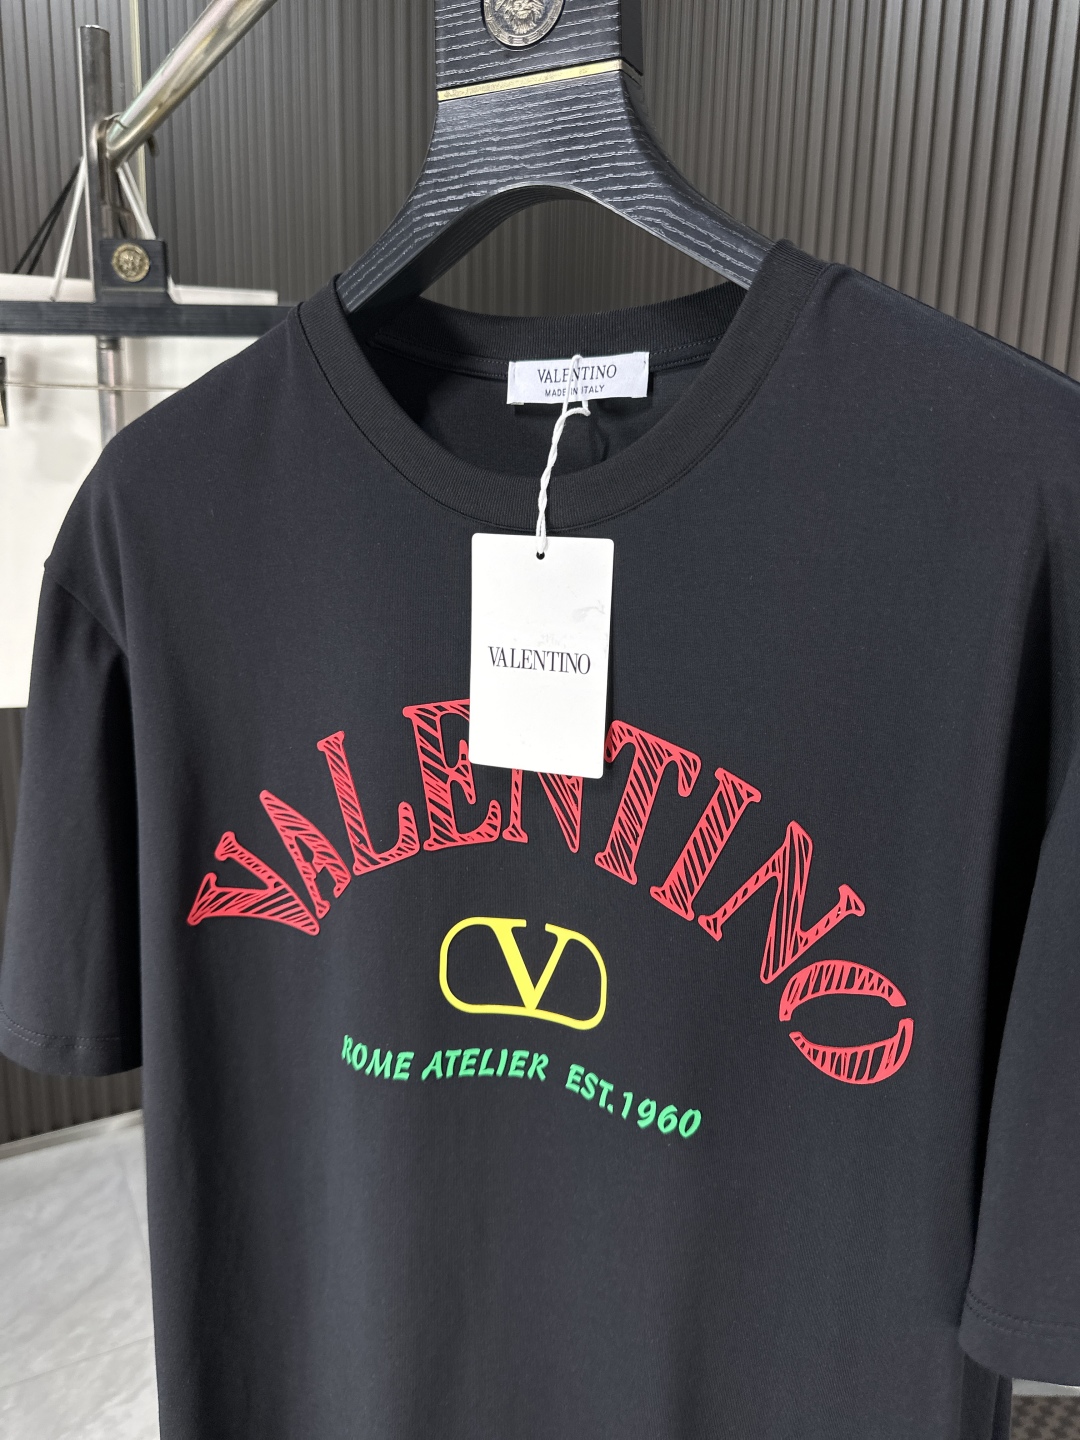 VALENTINO
MADE IN ITALY
VALENTINO
VALENTINO
V
ROME ATELIER EST.1960